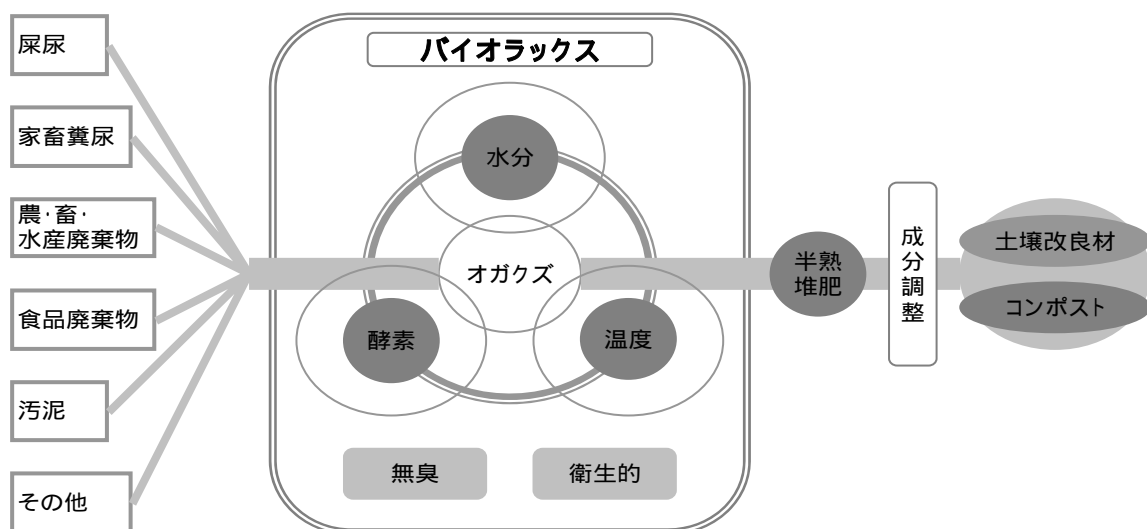 屎尿
家畜糞尿
農・畜・
水産廃棄物
食品廃棄物
汚泥
その他
バイオラックス
水分
オガクズ
酵素
温度
無臭
衛生的
半熟
堆肥
成分調整
土壌改良材
コンポスト